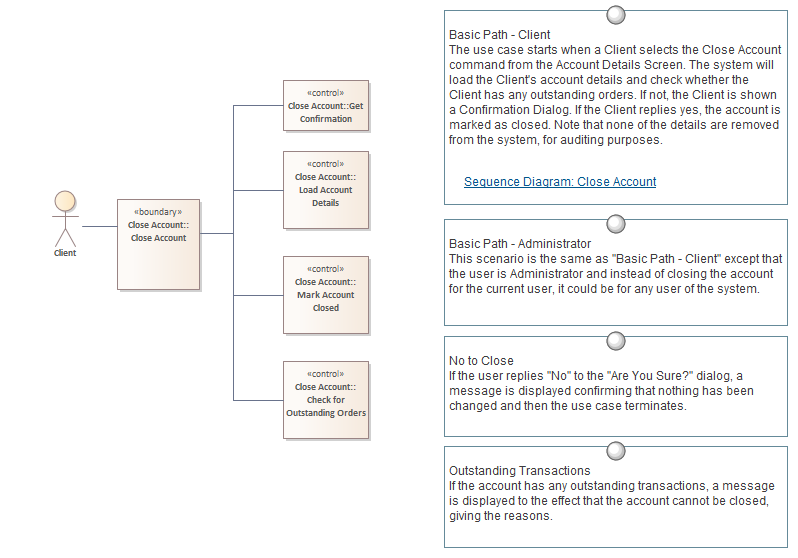 Client
«boundary»
Close Account::
Close Account
«control»
Close Account::Get
Confirmation
«control»
Close Account::
Load Account
Details
«control»
Close Account::
Mark Account
Closed
«control»
Close Account::
Check for
Outstanding Orders
Basic Path - Client
The use case starts when a Client selects the Close Account
command from the Account Details Screen. The system will
load the Client's account details and check whether the
Client has any outstanding orders. If not, the Client is shown
a Confirmation Dialog. If the Client replies yes, the account is
marked as closed. Note that none of the details are removed
from the system, for auditing purposes.
Sequence Diagram: Close Account
Basic Path - Administrator
This scenario is the same as "Basic Path - Client" except that
the user is Administrator and instead of closing the account
for the current user, it could be for any user of the system.
No to Close
If the user replies "No" to the "Are You Sure?" dialog, a
message is displayed confirming that nothing has been
changed and then the use case terminates.
Outstanding Transactions
If the account has any outstanding transactions, a message
is displayed to the effect that the account cannot be closed,
giving the reasons.